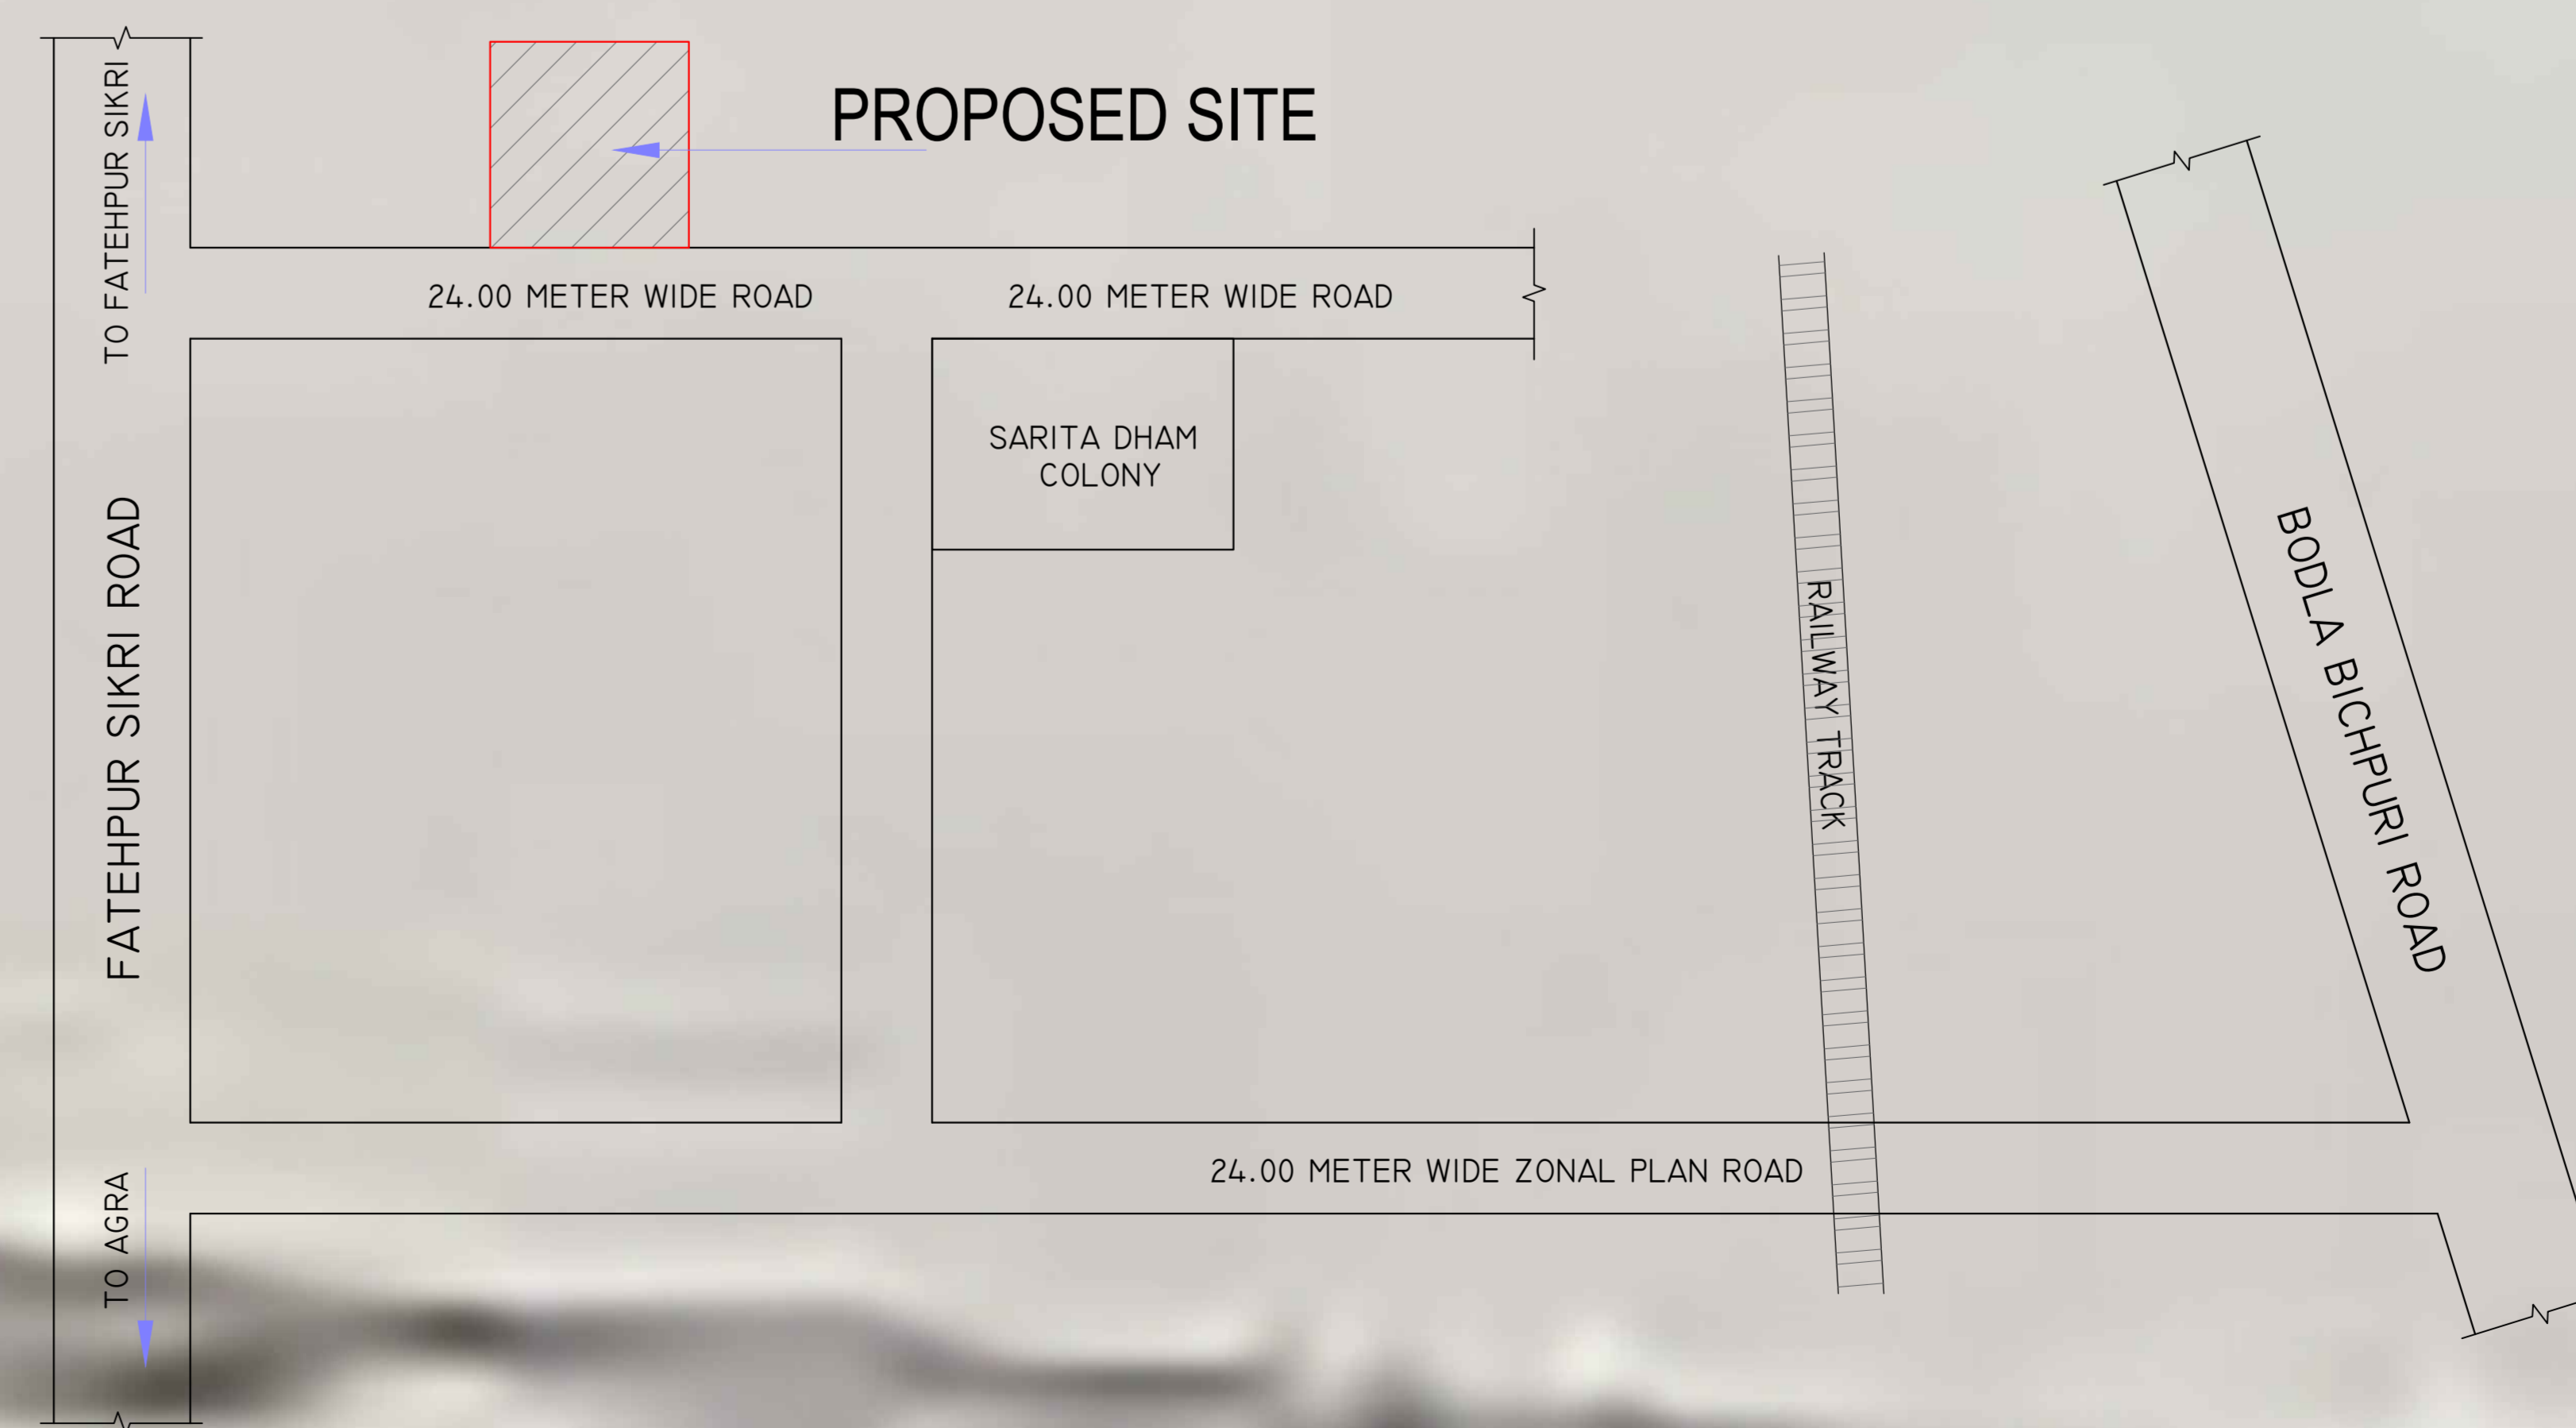 PROPOSED SITE
TO FATEHPUR SIKRI
24.00 METER WIDE ROAD
24.00 METER WIDE ROAD
SARITA DHAM
COLONY
FATEHPUR SIKRI ROAD
RAILWAY TRACK
BODLA BICHPURI ROAD
24.00 METER WIDE ZONAL PLAN ROAD
TO AGRA